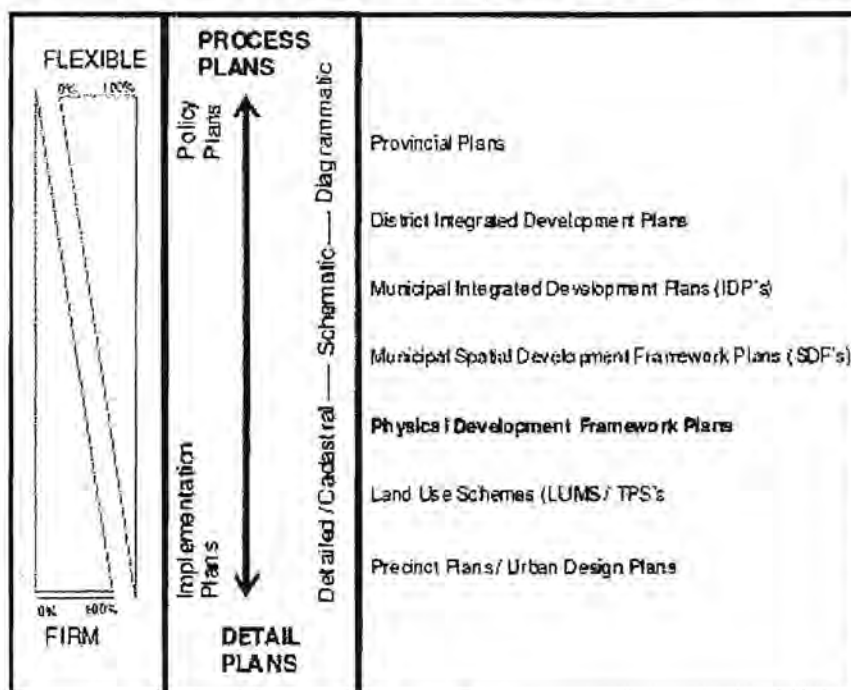 FLEXIBLE
0% 100%
0% 100%
FIRM
PROCESS
PLANS
Policy
Plans
Implementation
Plans
DETAIL
PLANS
Detailed / Cadastral — Schematic — Diagrammatic
Provincial Plans
District Integrated Development Plans
Municipal Integrated Development Plans (IDP's)
Municipal Spatial Development Framework Plans (SDF's)
Physical Development Framework Plans
Land Use Schemes (LUMS / TPS's
Precinct Plans / Urban Design Plans